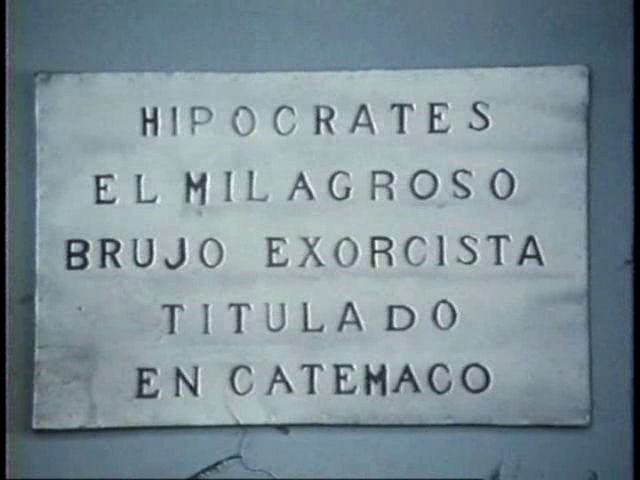 HIPOCRATES
EL MILAGROSO
BRUJO EXORCISTA
TITULADO
EN CATEMACO